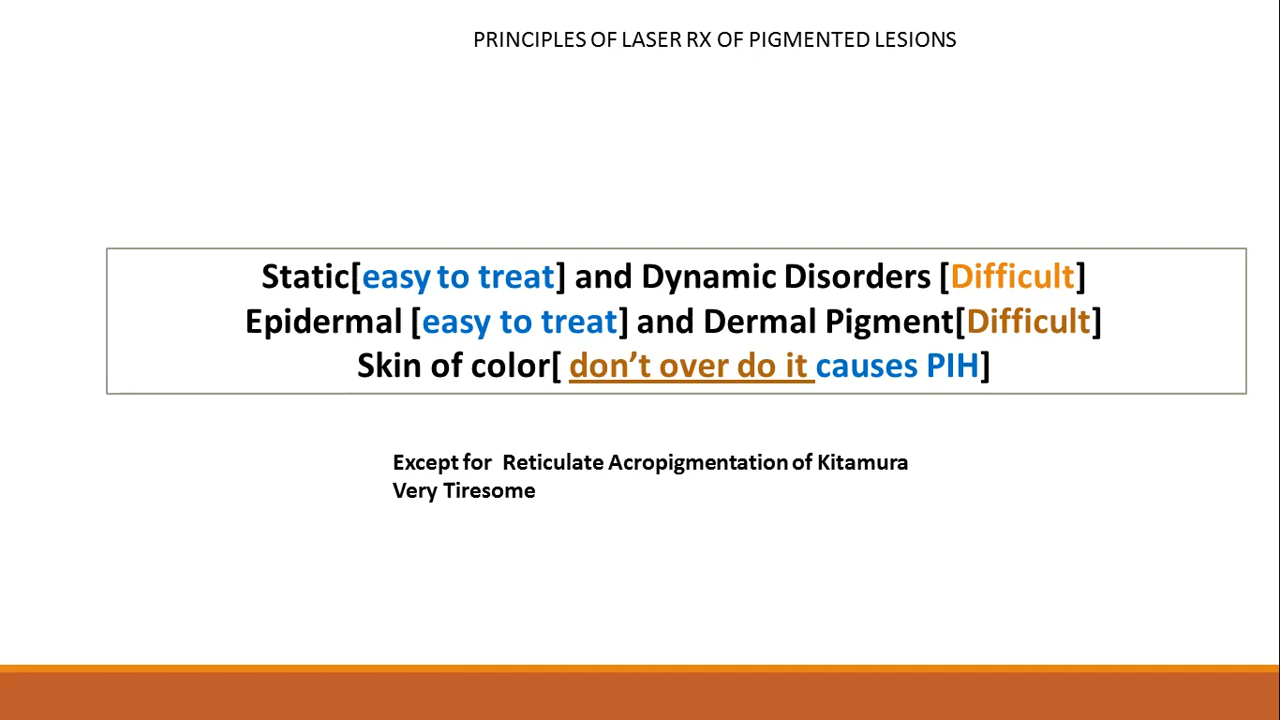 PRINCIPLES OF LASER RX OF PIGMENTED LESIONS
Static[easy to treat] and Dynamic Disorders [Difficult]
Epidermal [easy to treat] and Dermal Pigment[Difficult]
Skin of color[ don’t over do it causes PIH]
Except for Reticulate Acropigmentation of Kitamura
Very Tiresome